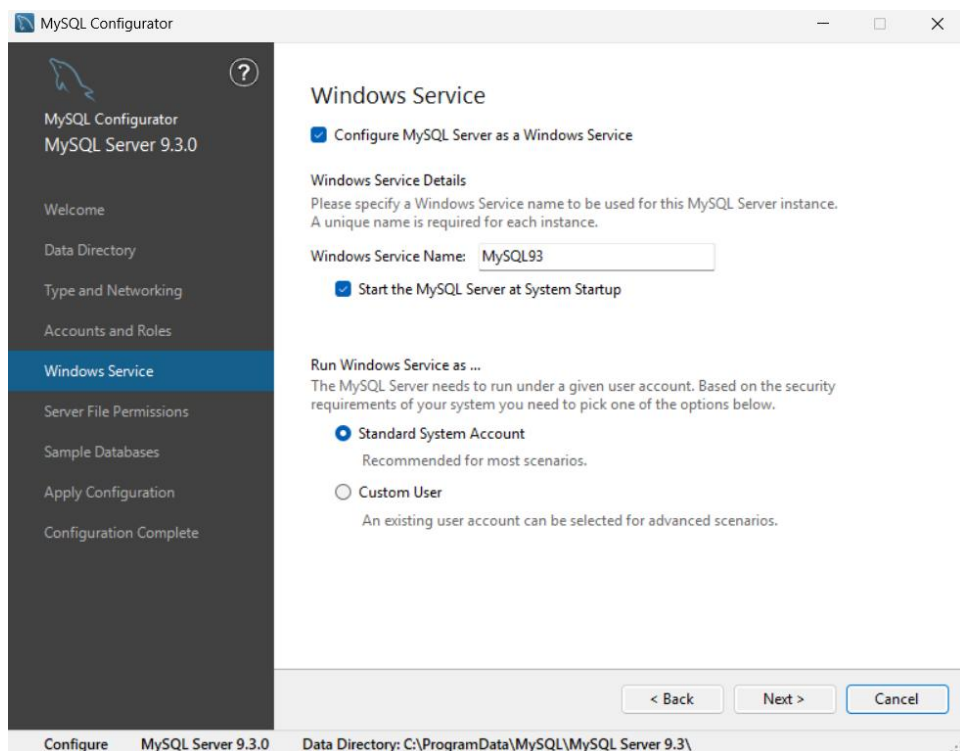 MySQL Configurator
?
MySQL Configurator
MySQL Server 9.3.0
Welcome
Data Directory
Type and Networking
Accounts and Roles
Windows Service
Server File Permissions
Sample Databases
Apply Configuration
Configuration Complete
Windows Service
Configure MySQL Server as a Windows Service
Windows Service Details
Please specify a Windows Service name to be used for this MySQL Server instance.
A unique name is required for each instance.
Windows Service Name: MySQL93
Start the MySQL Server at System Startup
Run Windows Service as ...
The MySQL Server needs to run under a given user account. Based on the security
requirements of your system you need to pick one of the options below.
Standard System Account
Recommended for most scenarios.
Custom User
An existing user account can be selected for advanced scenarios.
< Back Next > Cancel
Configure MySQL Server 9.3.0 Data Directory: C:\ProgramData\MySQL\MySQL Server 9.3\